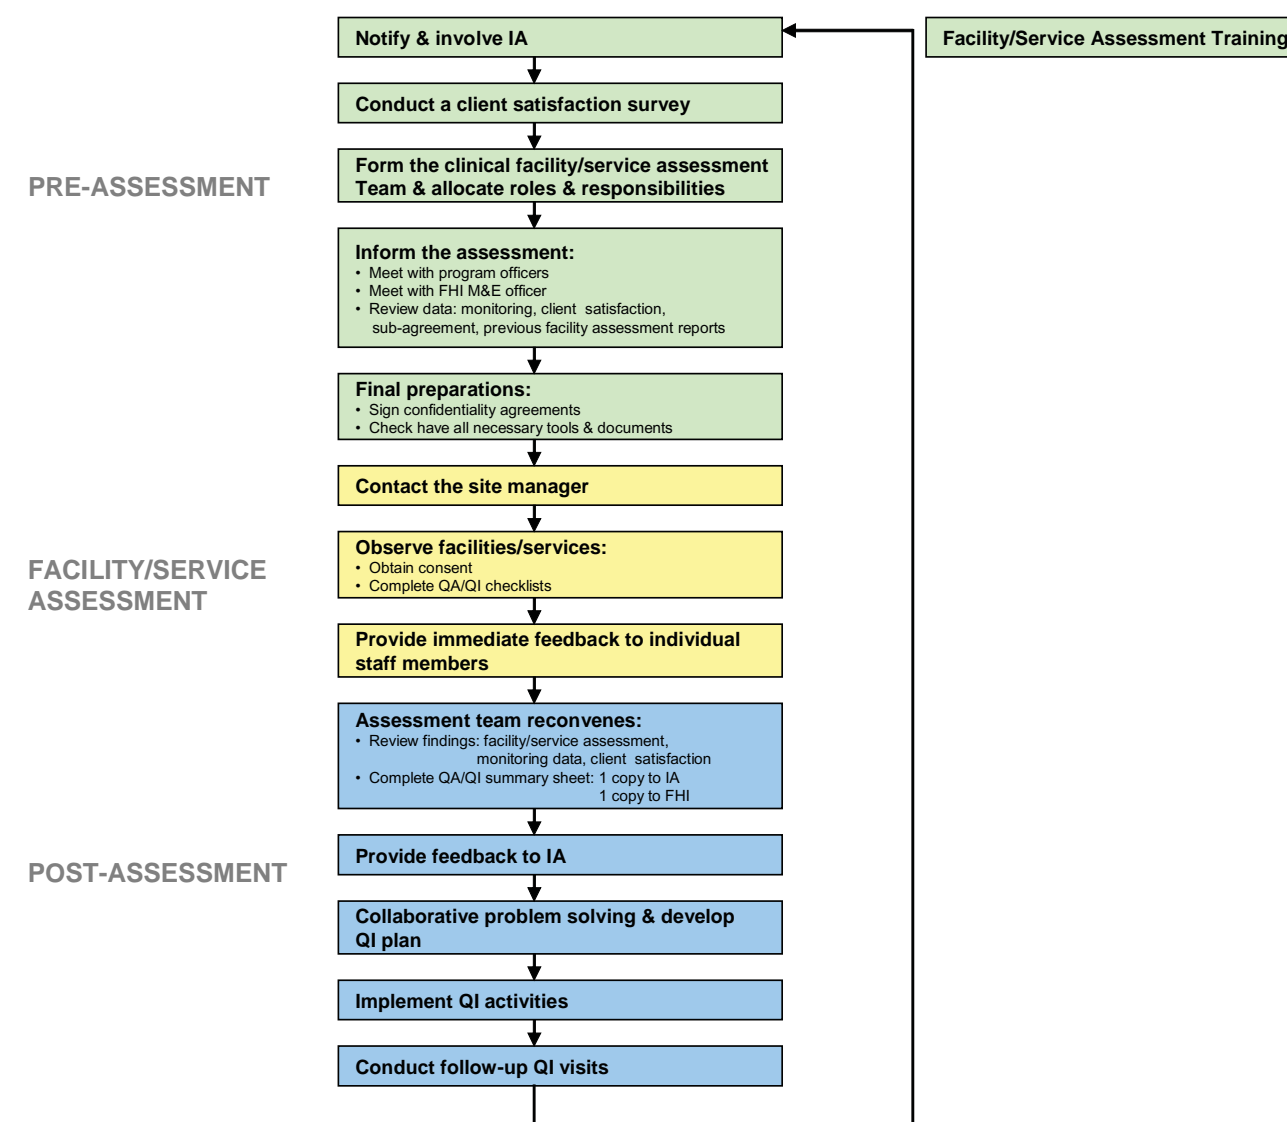 Notify & involve IA
Facility/Service Assessment Training
Conduct a client satisfaction survey
PRE-ASSESSMENT
Form the clinical facility/service assessment
Team & allocate roles & responsibilities
Inform the assessment:
• Meet with program officers
• Meet with FHI M&E officer
• Review data: monitoring, client satisfaction,
sub-agreement, previous facility assessment reports
Final preparations:
• Sign confidentiality agreements
• Check have all necessary tools & documents
Contact the site manager
FACILITY/SERVICE
ASSESSMENT
Observe facilities/services:
• Obtain consent
• Complete QA/QI checklists
Provide immediate feedback to individual
staff members
Assessment team reconvenes:
• Review findings: facility/service assessment,
monitoring data, client satisfaction
• Complete QA/QI summary sheet: 1 copy to IA
1 copy to FHI
POST-ASSESSMENT
Provide feedback to IA
Collaborative problem solving & develop
QI plan
Implement QI activities
Conduct follow-up QI visits